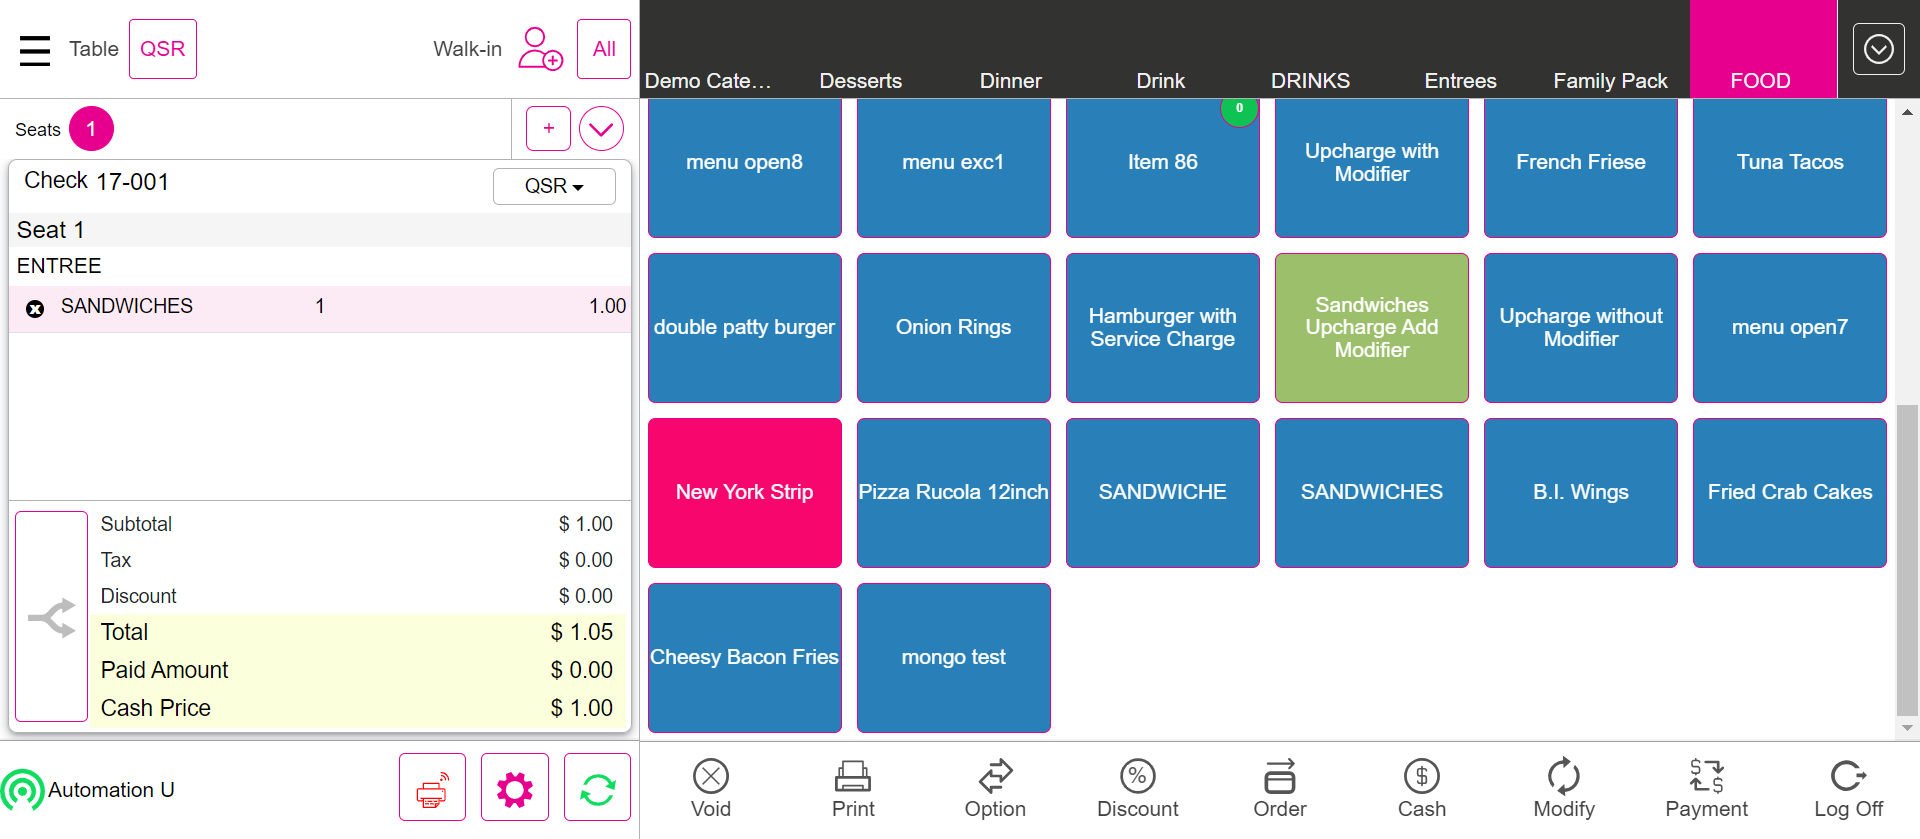 Table
QSR
Walk-in
All
Demo Cate...
Desserts
Dinner
Drink
DRINKS
Entrees
Family Pack
FOOD
Seats
1
+
Check 17-001
QSR
Seat 1
ENTREE
SANDWICHES 1 1.00
Subtotal $ 1.00
Tax $ 0.00
Discount $ 0.00
Total $ 1.05
Paid Amount $ 0.00
Cash Price $ 1.00
Automation U
menu open8
menu exc1
0
Item 86
Upcharge with
Modifier
French Friese
Tuna Tacos
double patty burger
Onion Rings
Hamburger with
Service Charge
Sandwiches
Upcharge Add
Modifier
Upcharge without
Modifier
menu open7
New York Strip
Pizza Rucola 12inch
SANDWICHE
SANDWICHES
B.I. Wings
Fried Crab Cakes
Cheesy Bacon Fries
mongo test
Void
Print
Option
Discount
Order
Cash
Modify
Payment
Log Off